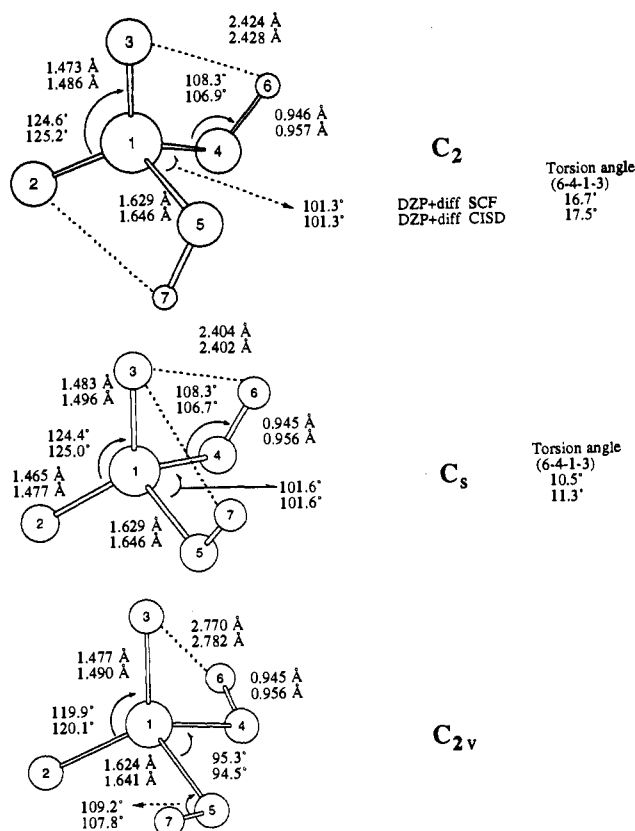 2.424 Å
2.428 Å
3
1.473 Å
1.486 Å
108.3°
106.9°
6
0.946 Å
0.957 Å
124.6°
125.2°
1
4
C2
Torsion angle
(6-4-1-3)
16.7°
17.5°
2
1.629 Å
1.646 Å
5
101.3° DZP+diff SCF
101.3° DZP+diff CISD
7
2.404 Å
2.402 Å
3
1.483 Å
1.496 Å
108.3°
106.7°
6
0.945 Å
0.956 Å
124.4°
125.0°
1
4
Cs
Torsion angle
(6-4-1-3)
10.5°
11.3°
1.465 Å
1.477 Å
101.6°
101.6°
2
7
1.629 Å
1.646 Å
5
3
2.770 Å
2.782 Å
1.477 Å
1.490 Å
6
0.945 Å
0.956 Å
119.9°
120.1°
1
4
C2v
2
1.624 Å
1.641 Å
95.3°
94.5°
109.2°
107.8°
7
5